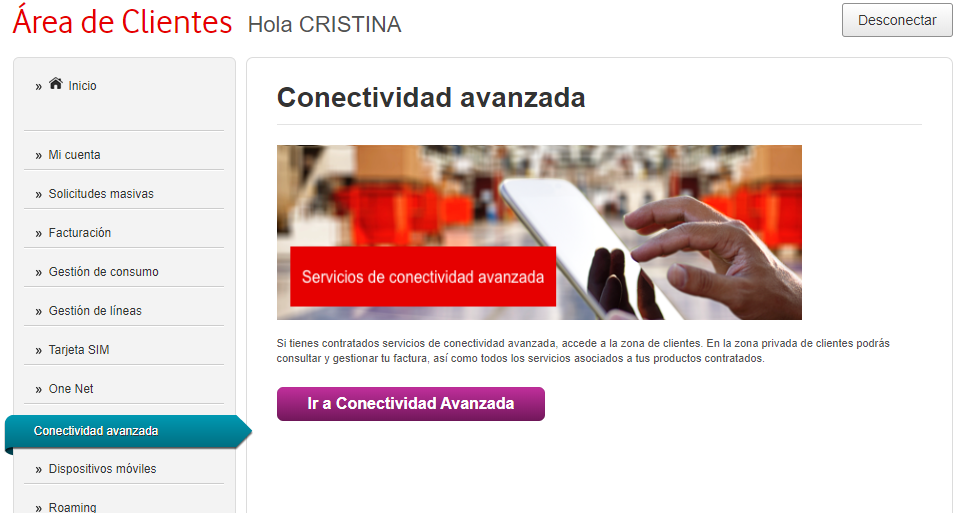 Área de Clientes Hola CRISTINA
Desconectar
» Inicio
» Mi cuenta
» Solicitudes masivas
» Facturación
» Gestión de consumo
» Gestión de líneas
» Tarjeta SIM
» One Net
Conectividad avanzada
» Dispositivos móviles
» Roaming
Conectividad avanzada
Servicios de conectividad avanzada
Si tienes contratados servicios de conectividad avanzada, accede a la zona de clientes. En la zona privada de clientes podrás
consultar y gestionar tu factura, así como todos los servicios asociados a tus productos contratados.
Ir a Conectividad Avanzada